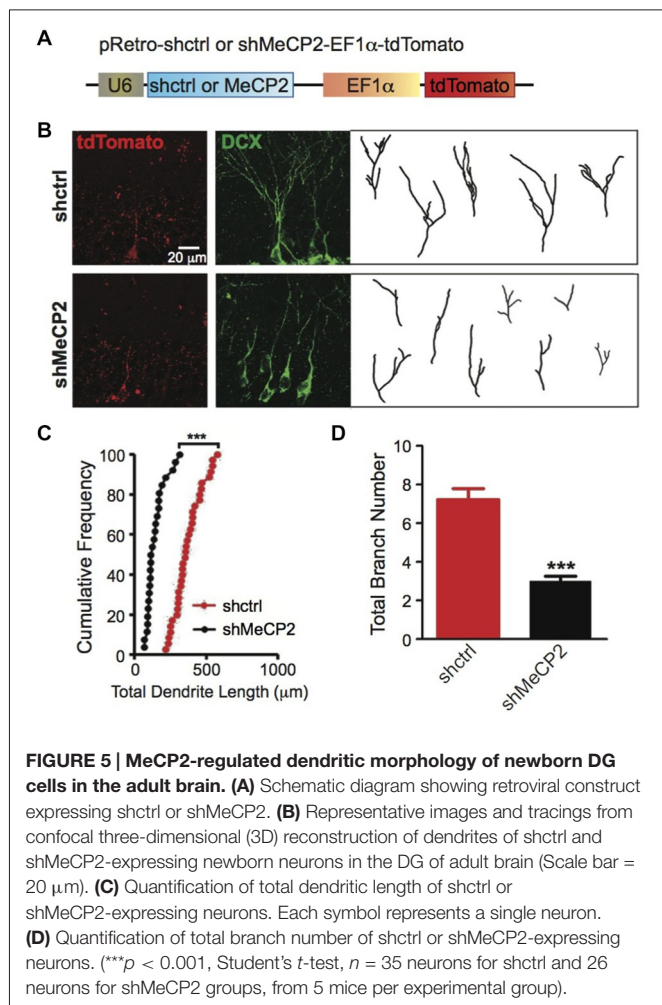 A
pRetro-shctrl or shMeCP2-EF1α-tdTomato
U6 shctrl or MeCP2 EF1α tdTomato
B
tdTomato DCX
shctrl
20 μm
shMeCP2
C
***
100
80
60
40
20
0
Cumulative Frequency
shctrl
shMeCP2
0 500 1000
Total Dendrite Length (μm)
D
10
8
6
4
2
0
Total Branch Number
***
shctrl shMeCP2
FIGURE 5 | MeCP2-regulated dendritic morphology of newborn DG
cells in the adult brain. (A) Schematic diagram showing retroviral construct
expressing shctrl or shMeCP2. (B) Representative images and tracings from
confocal three-dimensional (3D) reconstruction of dendrites of shctrl and
shMeCP2-expressing newborn neurons in the DG of adult brain (Scale bar =
20 μm). (C) Quantification of total dendritic length of shctrl or
shMeCP2-expressing neurons. Each symbol represents a single neuron.
(D) Quantification of total branch number of shctrl or shMeCP2-expressing
neurons. (***p < 0.001, Student's t-test, n = 35 neurons for shctrl and 26
neurons for shMeCP2 groups, from 5 mice per experimental group).